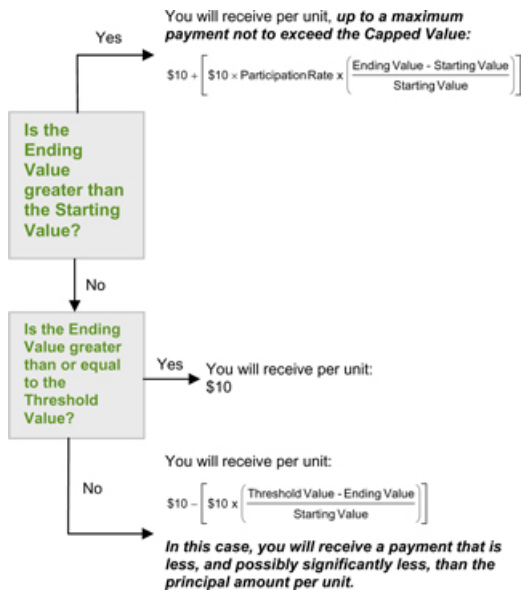 You will receive per unit, up to a maximum
payment not to exceed the Capped Value:
Yes
$10 + [ $10 × Participation Rate x ( Ending Value - Starting Value / Starting Value ) ]
Is the
Ending
Value
greater than
the Starting
Value?
No
Is the Ending
Value greater
than or equal
to the
Threshold
Value?
Yes
You will receive per unit:
$10
You will receive per unit:
No
$10 – [ $10 x ( Threshold Value - Ending Value / Starting Value ) ]
In this case, you will receive a payment that is
less, and possibly significantly less, than the
principal amount per unit.